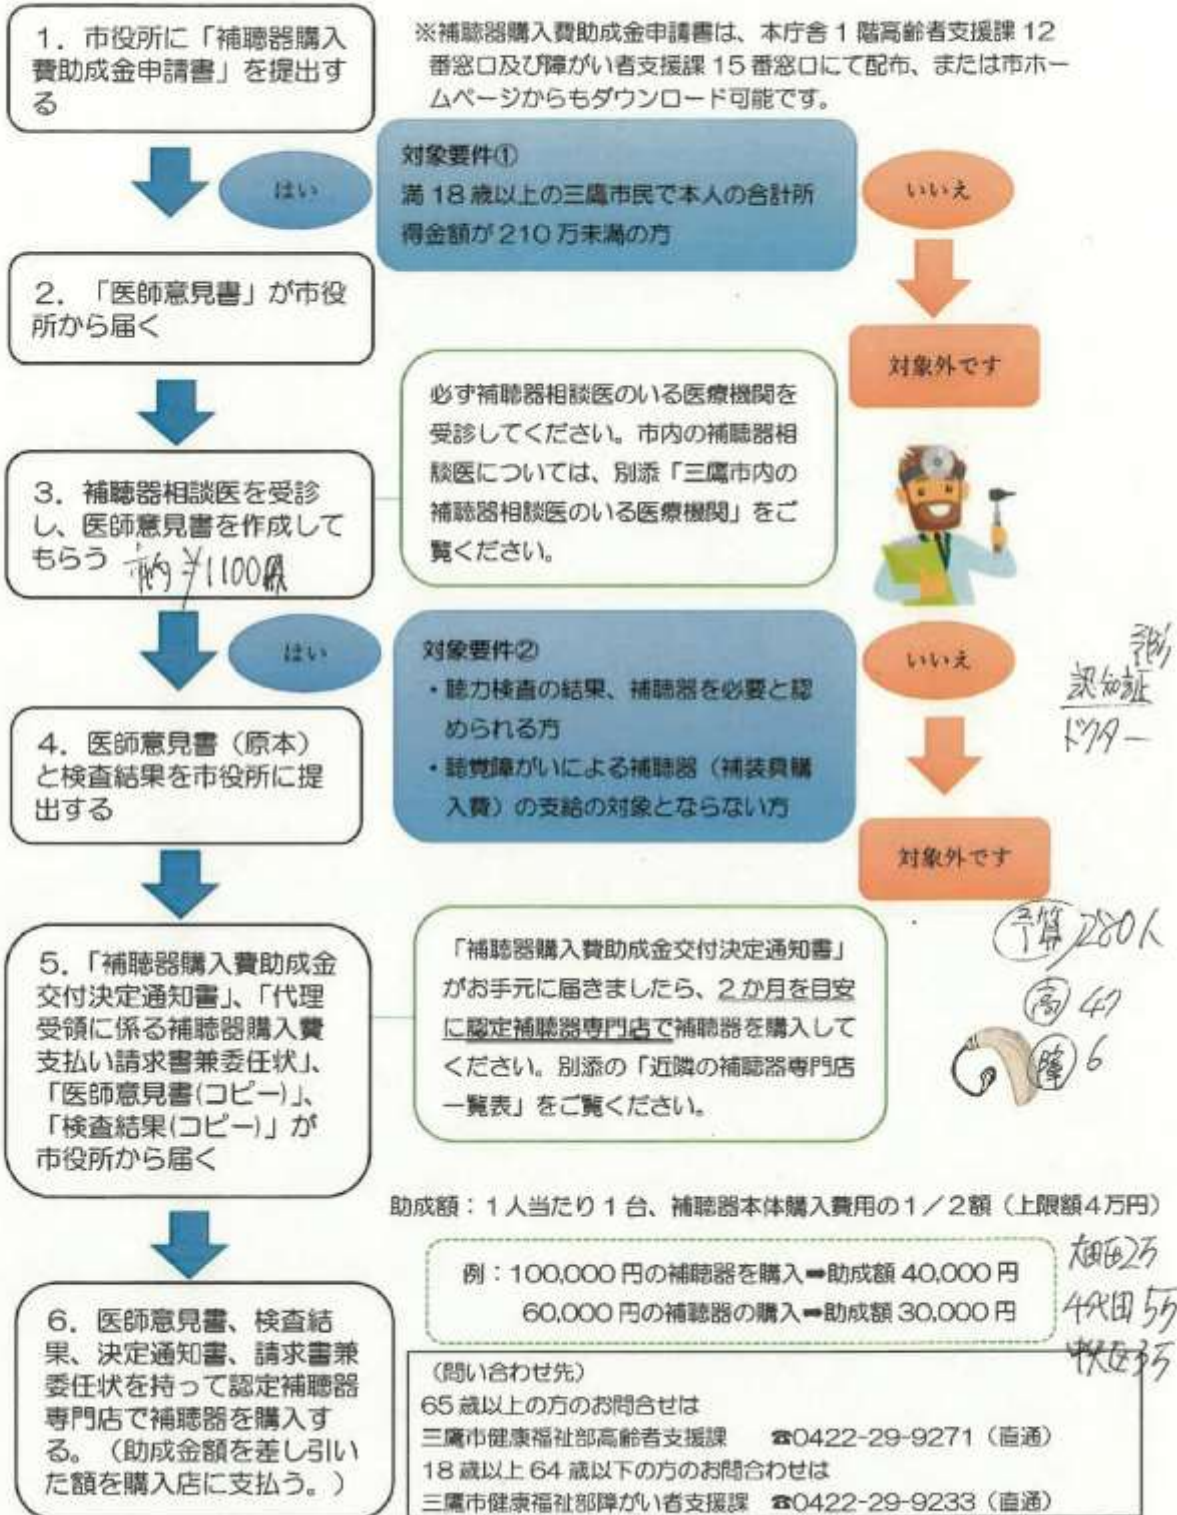 1．市役所に「補聴器購入
費助成金申請書」を提出す
る
※補聴器購入費助成金申請書は、本庁舎1階高齢者支援課12
番窓口及び障がい者支援課15番窓口にて配布、または市ホー
ムページからもダウンロード可能です。
はい
対象要件①
満18歳以上の三鷹市民で本人の合計所
得金額が210万未満の方
いいえ
2．「医師意見書」が市役
所から届く
対象外です
必ず補聴器相談医のいる医療機関を
受診してください。市内の補聴器相
談医については、別添「三鷹市内の
補聴器相談医のいる医療機関」をご
覧ください。
3．補聴器相談医を受診
し、医師意見書を作成して
もらう
¥1100
はい
対象要件②
・聴力検査の結果、補聴器を必要と認
められる方
・聴覚障がいによる補聴器（補装具購
入費）の支給の対象とならない方
いいえ
認知証
ドクター
4．医師意見書（原本）
と検査結果を市役所に提
出する
対象外です
予算 280人
高 47
障 6
5．「補聴器購入費助成金
交付決定通知書」、「代理
受領に係る補聴器購入費
支払い請求書兼委任状」、
「医師意見書(コピー)」、
「検査結果(コピー)」が
市役所から届く
「補聴器購入費助成金交付決定通知書」
がお手元に届きましたら、2か月を目安
に認定補聴器専門店で補聴器を購入して
ください。別添の「近隣の補聴器専門店
一覧表」をご覧ください。
助成額：1人当たり1台、補聴器本体購入費用の1／2額（上限額4万円）
例：100,000円の補聴器を購入➡助成額40,000円
60,000円の補聴器の購入➡助成額30,000円
大田区2万
千代田5万
中央区3万
6．医師意見書、検査結
果、決定通知書、請求書兼
委任状を持って認定補聴器
専門店で補聴器を購入す
る。（助成金額を差し引い
た額を購入店に支払う。）
（問い合わせ先）
65歳以上の方のお問合せは
三鷹市健康福祉部高齢者支援課　☎0422-29-9271（直通）
18歳以上64歳以下の方のお問合わせは
三鷹市健康福祉部障がい者支援課　☎0422-29-9233（直通）